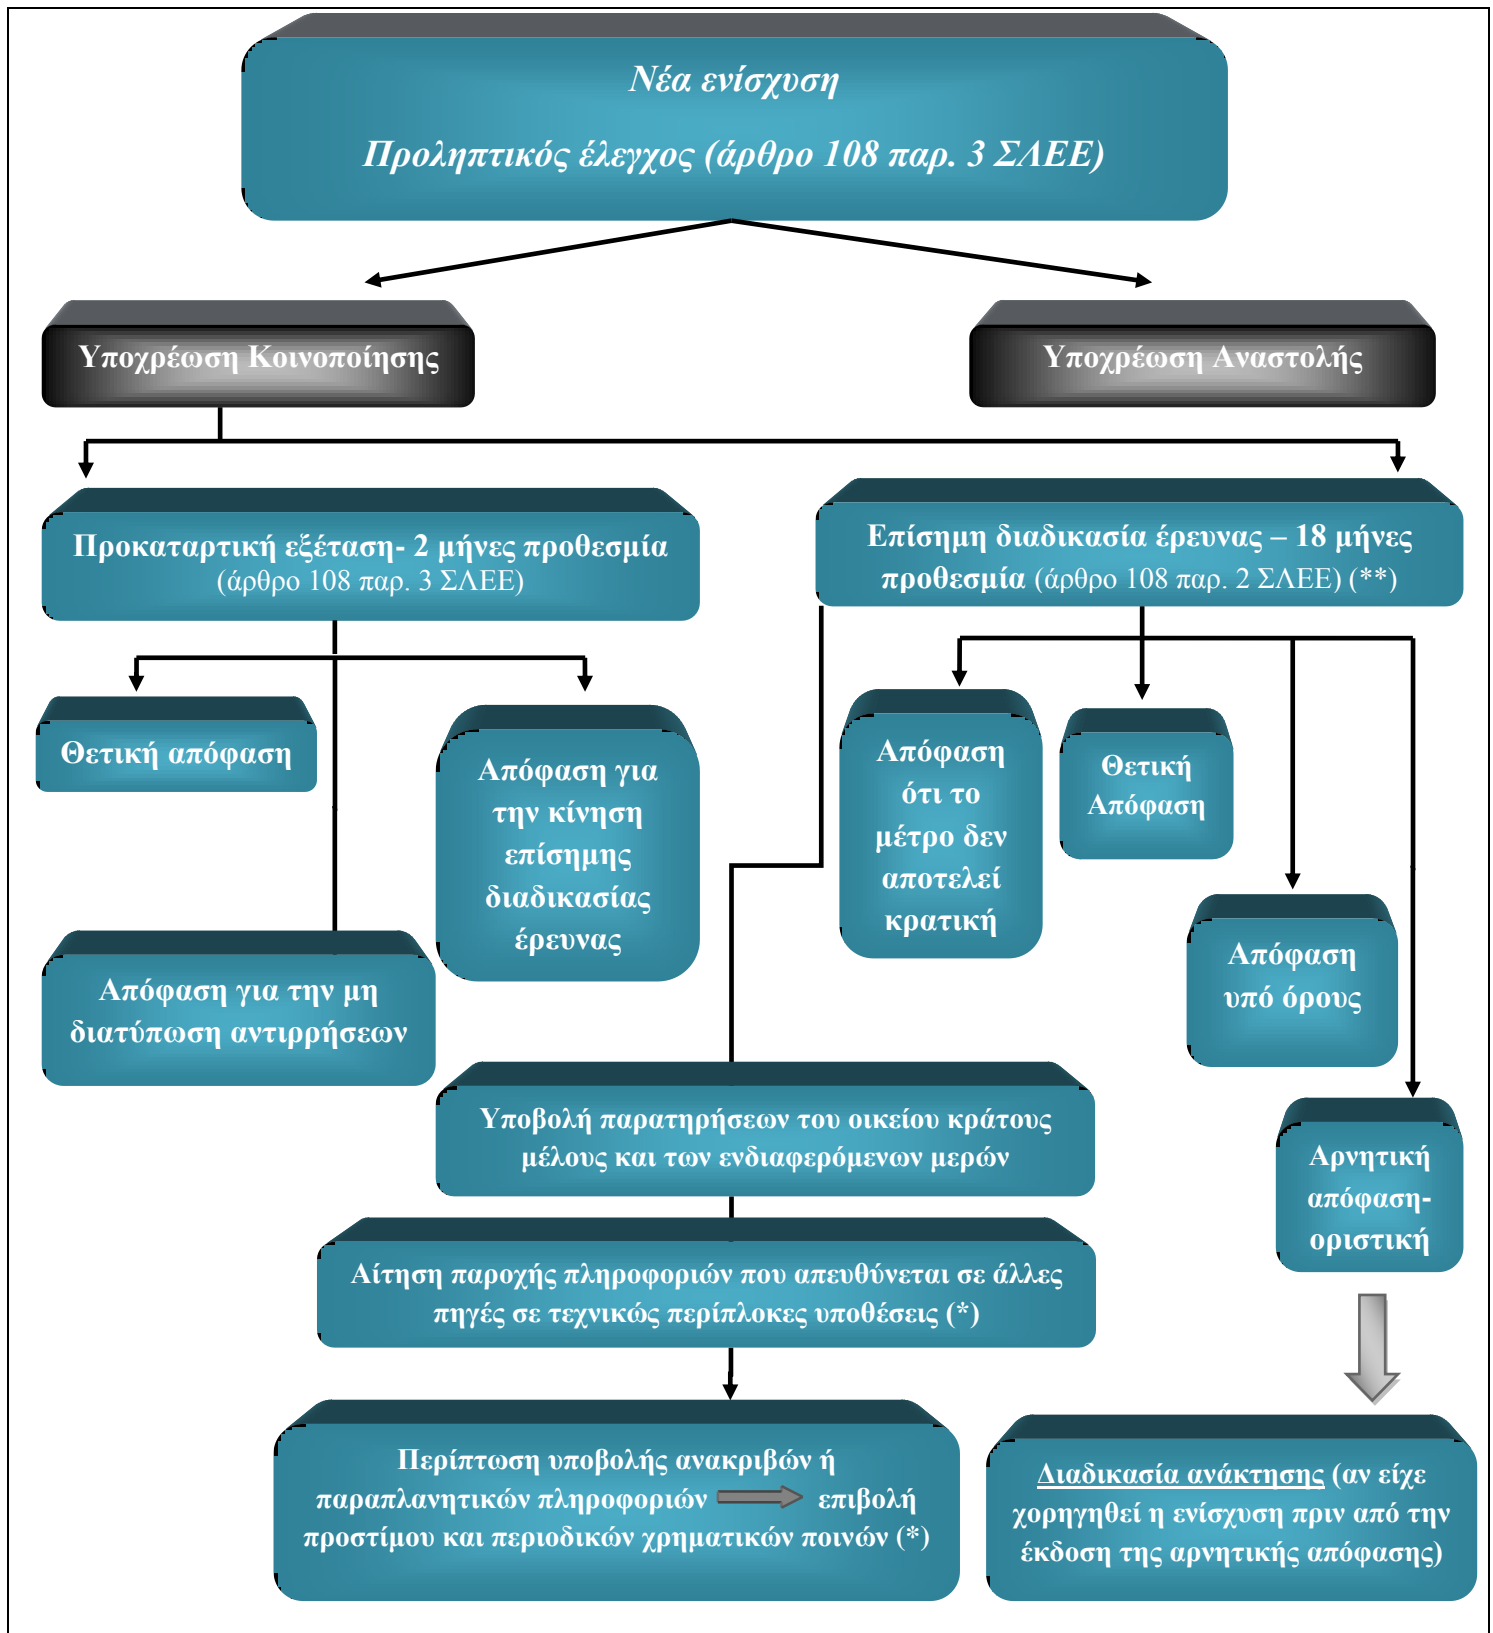 Νέα ενίσχυση
Προληπτικός έλεγχος (άρθρο 108 παρ. 3 ΣΛΕΕ)
Υποχρέωση Κοινοποίησης
Υποχρέωση Αναστολής
Προκαταρτική εξέταση- 2 μήνες προθεσμία
(άρθρο 108 παρ. 3 ΣΛΕΕ)
Επίσημη διαδικασία έρευνας – 18 μήνες
προθεσμία (άρθρο 108 παρ. 2 ΣΛΕΕ) (**)
Θετική απόφαση
Απόφαση για
την κίνηση
επίσημης
διαδικασίας
έρευνας
Απόφαση για την μη
διατύπωση αντιρρήσεων
Απόφαση
ότι το
μέτρο δεν
αποτελεί
κρατική
Θετική
Απόφαση
Απόφαση
υπό όρους
Αρνητική
απόφαση-
οριστική
Υποβολή παρατηρήσεων του οικείου κράτους
μέλους και των ενδιαφερόμενων μερών
Αίτηση παροχής πληροφοριών που απευθύνεται σε άλλες
πηγές σε τεχνικώς περίπλοκες υποθέσεις (*)
Περίπτωση υποβολής ανακριβών ή
παραπλανητικών πληροφοριών επιβολή
προστίμου και περιοδικών χρηματικών ποινών (*)
Διαδικασία ανάκτησης (αν είχε
χορηγηθεί η ενίσχυση πριν από την
έκδοση της αρνητικής απόφασης)